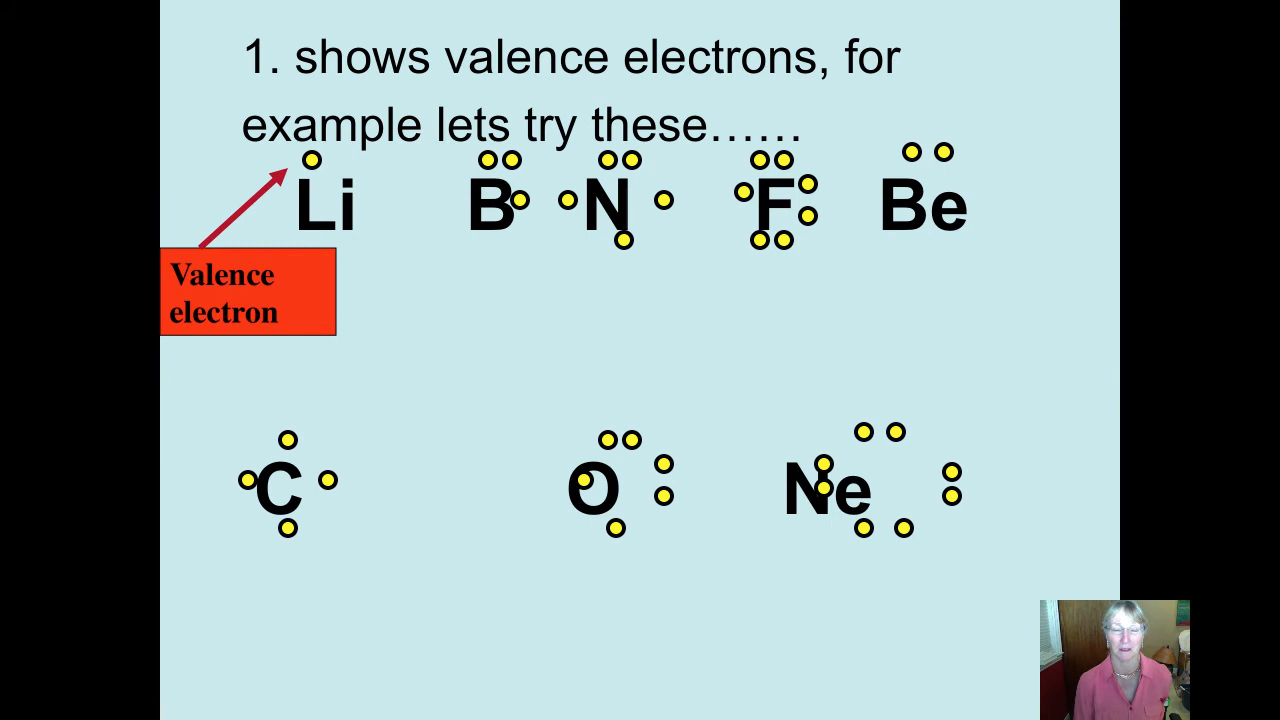 1. shows valence electrons, for
example lets try these……
Li B N F Be
Valence
electron
C O Ne